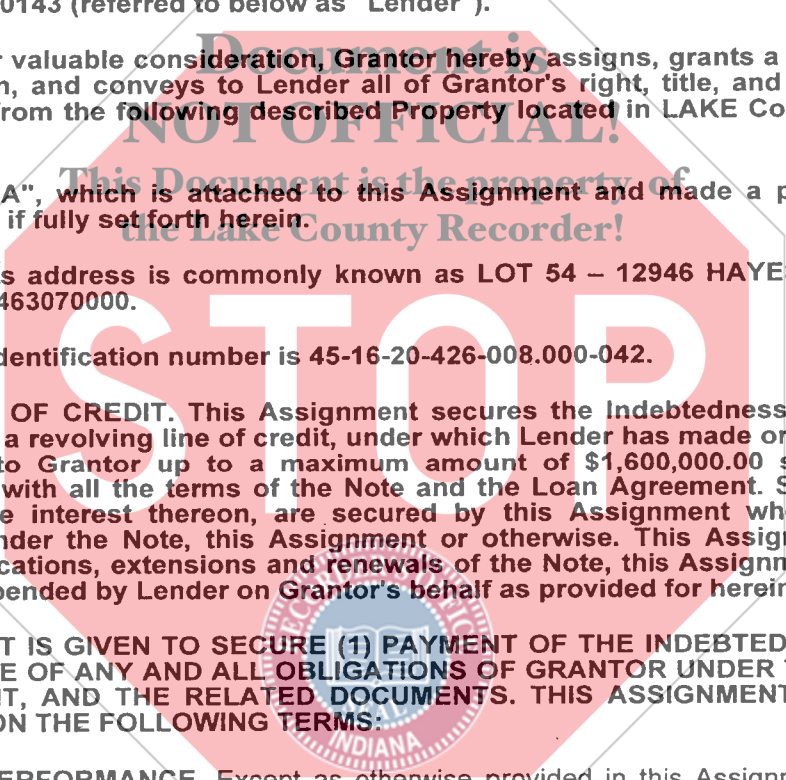 0143 (referred to below as "Lender").
Document is
valuable consideration, Grantor hereby assigns, grants a
, and conveys to Lender all of Grantor's right, title, and
from the following described Property located in LAKE Co
NOT OFFICIAL!
This Document is the property of
A", which is attached to this Assignment and made a p
if fully set forth herein.
the Lake County Recorder!
s address is commonly known as LOT 54 – 12946 HAYE
463070000.
STOP
dentification number is 45-16-20-426-008.000-042.
OF CREDIT. This Assignment secures the Indebtedness
a revolving line of credit, under which Lender has made or
to Grantor up to a maximum amount of $1,600,000.00 s
with all the terms of the Note and the Loan Agreement. S
e interest thereon, are secured by this Assignment wh
nder the Note, this Assignment or otherwise. This Assig
cations, extensions and renewals of the Note, this Assignm
pended by Lender on Grantor's behalf as provided for herein
T IS GIVEN TO SECURE (1) PAYMENT OF THE INDEBTED
E OF ANY AND ALL OBLIGATIONS OF GRANTOR UNDER
T, AND THE RELATED DOCUMENTS. THIS ASSIGNMENT
ON THE FOLLOWING TERMS:
SEAL
INDIANA
PERFORMANCE. Except as otherwise provided in this Assignm